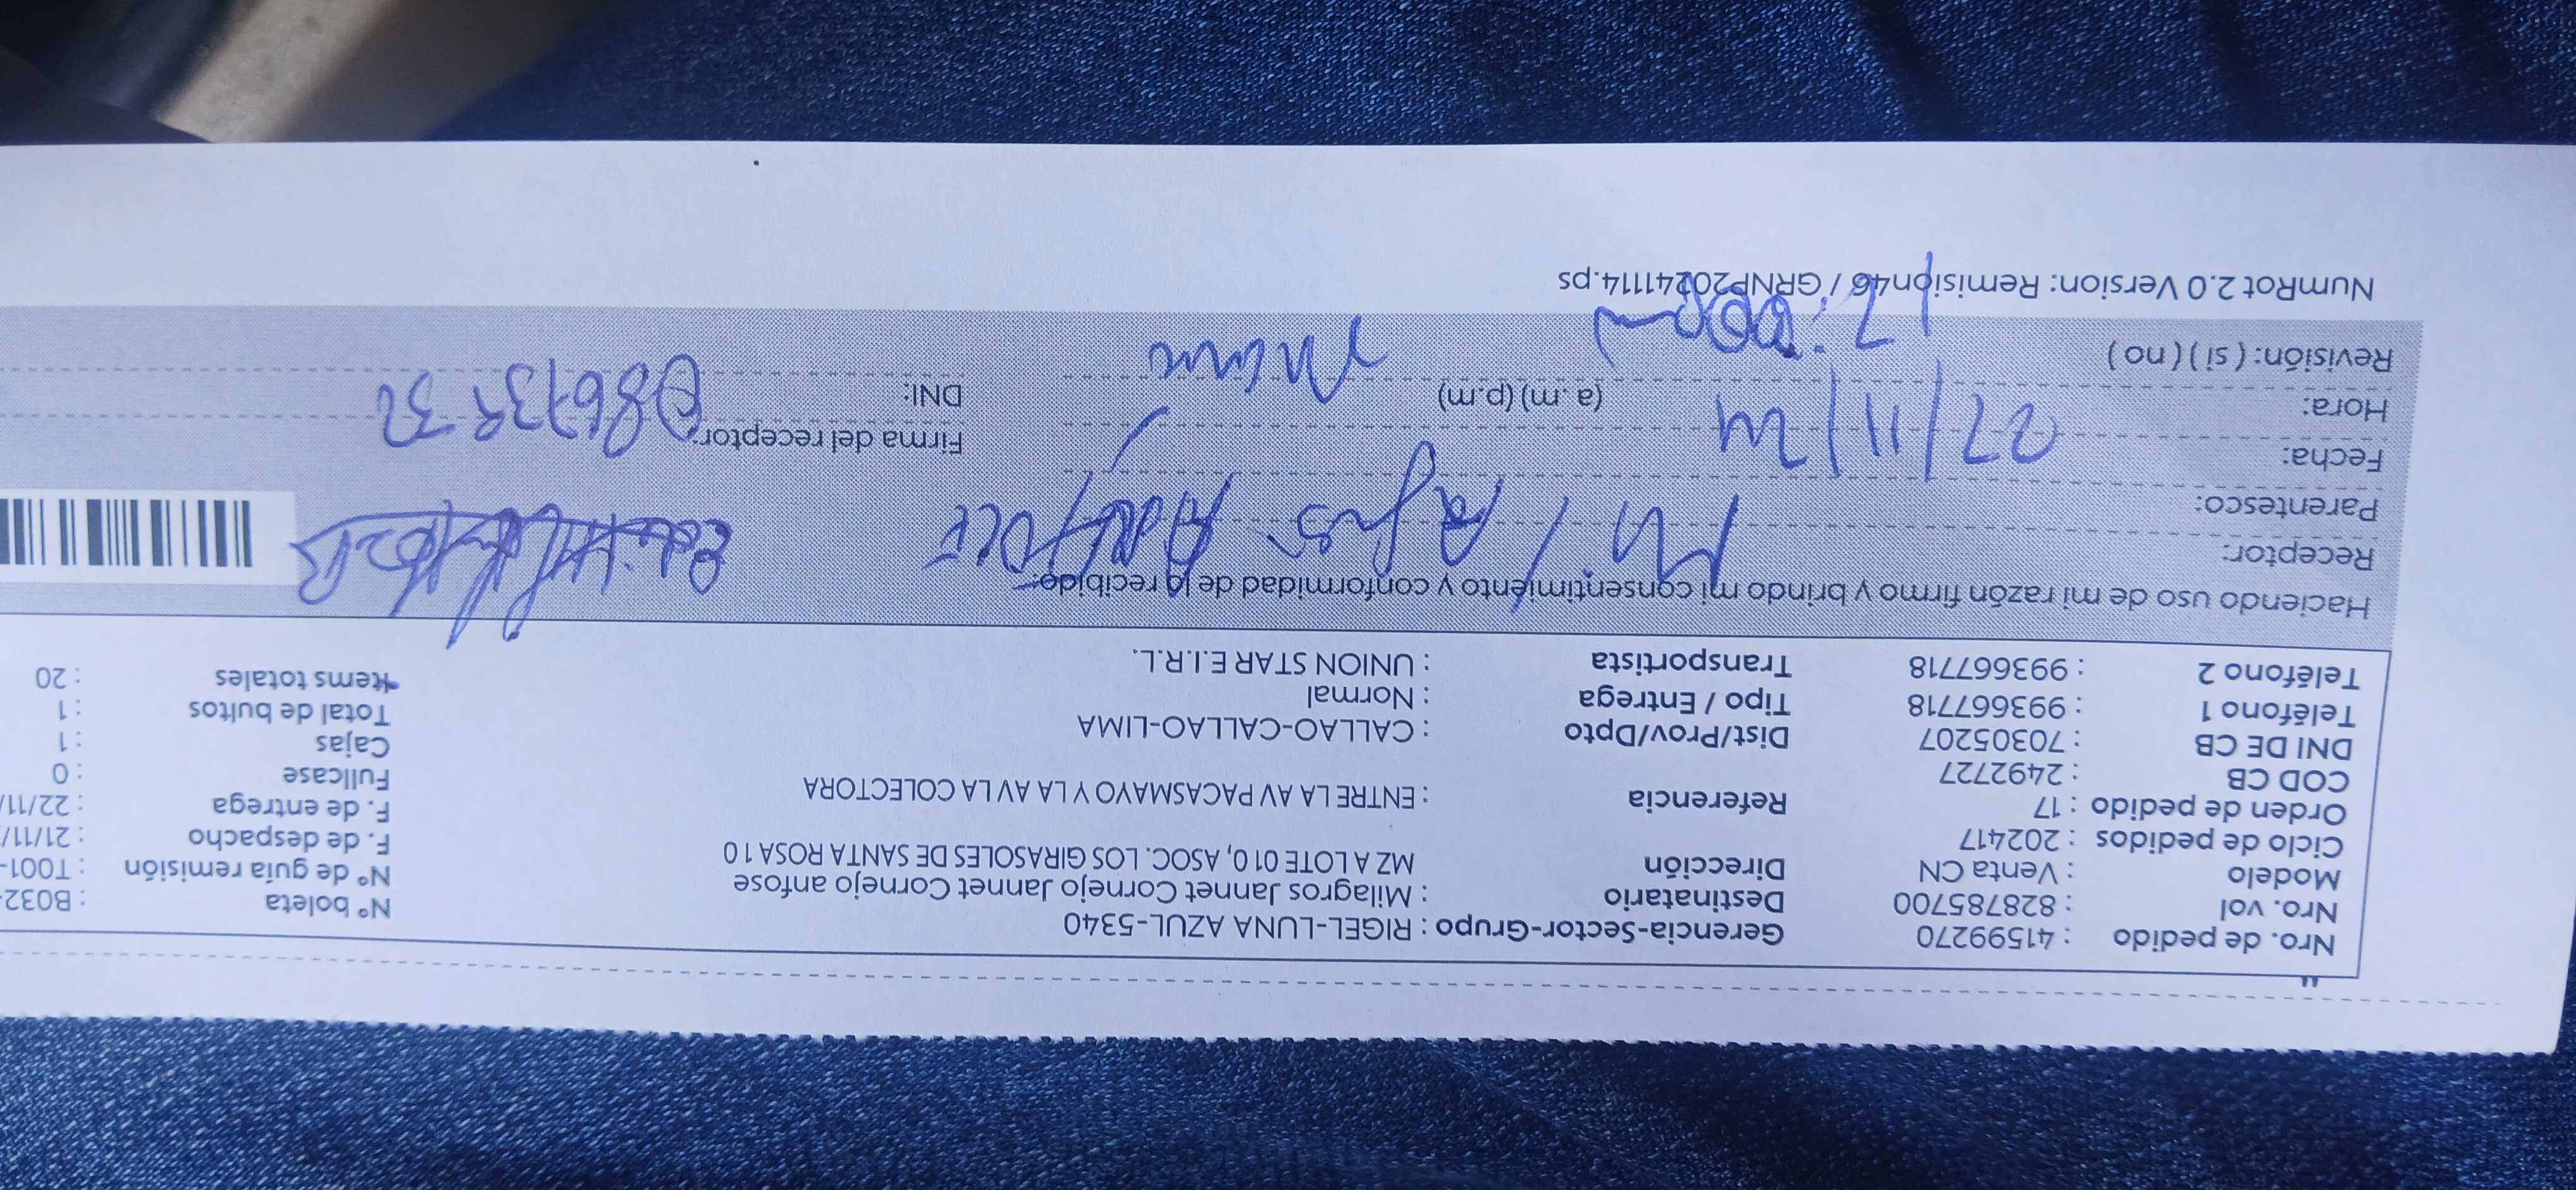 Nro. de pedido : 41599270 Gerencia-Sector-Grupo : RIGEL-LUNA AZUL-5340
Nro. vol : 828785700 Destinatario : Milagros Jannet Cornejo Jannet Cornejo anfose Nº boleta : B032-
Modelo : Venta CN Dirección MZ A LOTE 01 0, ASOC. LOS GIRASOLES DE SANTA ROSA 1 0 Nº de guía remisión : T001-
Ciclo de pedidos : 202417 F. de despacho : 21/11/
Orden de pedido : 17 Referencia : ENTRE LA AV PACASMAYO Y LA AV LA COLECTORA F. de entrega : 22/11/
COD CB : 2492727 Fullcase : 0
DNI DE CB : 70305207 Dist/Prov/Dpto : CALLAO-CALLAO-LIMA Cajas : 1
Teléfono 1 : 993667718 Tipo / Entrega : Normal Total de bultos : 1
Teléfono 2 : 993667718 Transportista : UNION STAR E.I.R.L. Items totales : 20
Haciendo uso de mi razón firmo y brindo mi consentimiento y conformidad de lo recibido.
Receptor:
Parentesco:
Fecha: 27/11/24 Firma del receptor:
Hora: (a.m) (p.m) DNI: 08673932
Revisión: ( si ) ( no )
NumRot 2.0 Version: Remision46 / GRNP20241114.ps